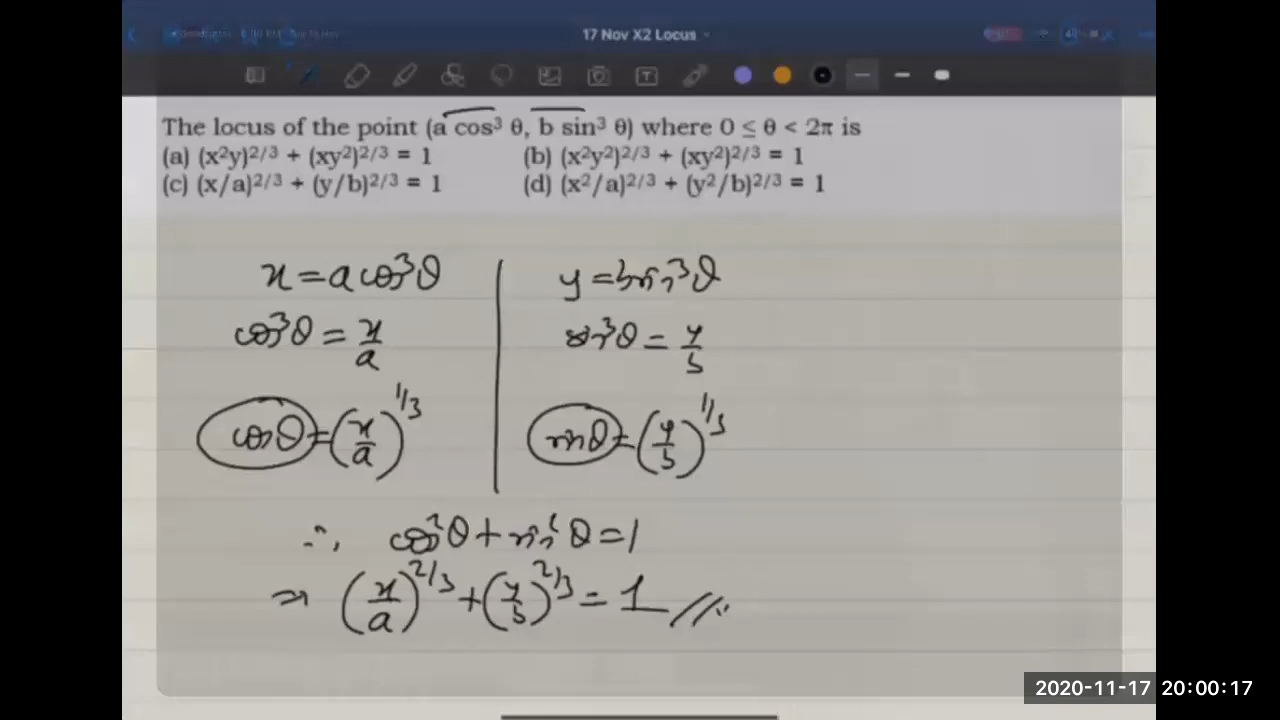 17 Nov X2 Locus
The locus of the point (a cos³ θ, b sin³ θ) where 0 ≤ θ < 2π is
(a) (x²y)^2/3 + (xy²)^2/3 = 1 (b) (x²y²)^2/3 + (xy²)^2/3 = 1
(c) (x/a)^2/3 + (y/b)^2/3 = 1 (d) (x²/a)^2/3 + (y²/b)^2/3 = 1
x = a cos³θ y = b sin³θ
cos³θ = x/a sin³θ = y/b
cosθ = (x/a)^1/3 sinθ = (y/b)^1/3
∴ cos²θ + sin²θ = 1
⇒ (x/a)^2/3 + (y/b)^2/3 = 1 //
2020-11-17 20:00:17